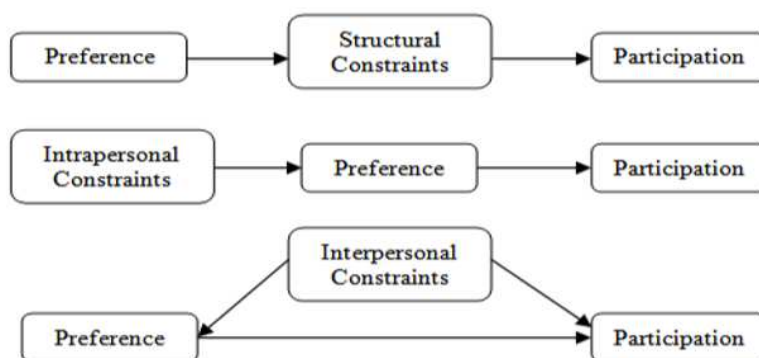 Preference
Structural
Constraints
Participation
Intrapersonal
Constraints
Preference
Participation
Interpersonal
Constraints
Preference
Participation